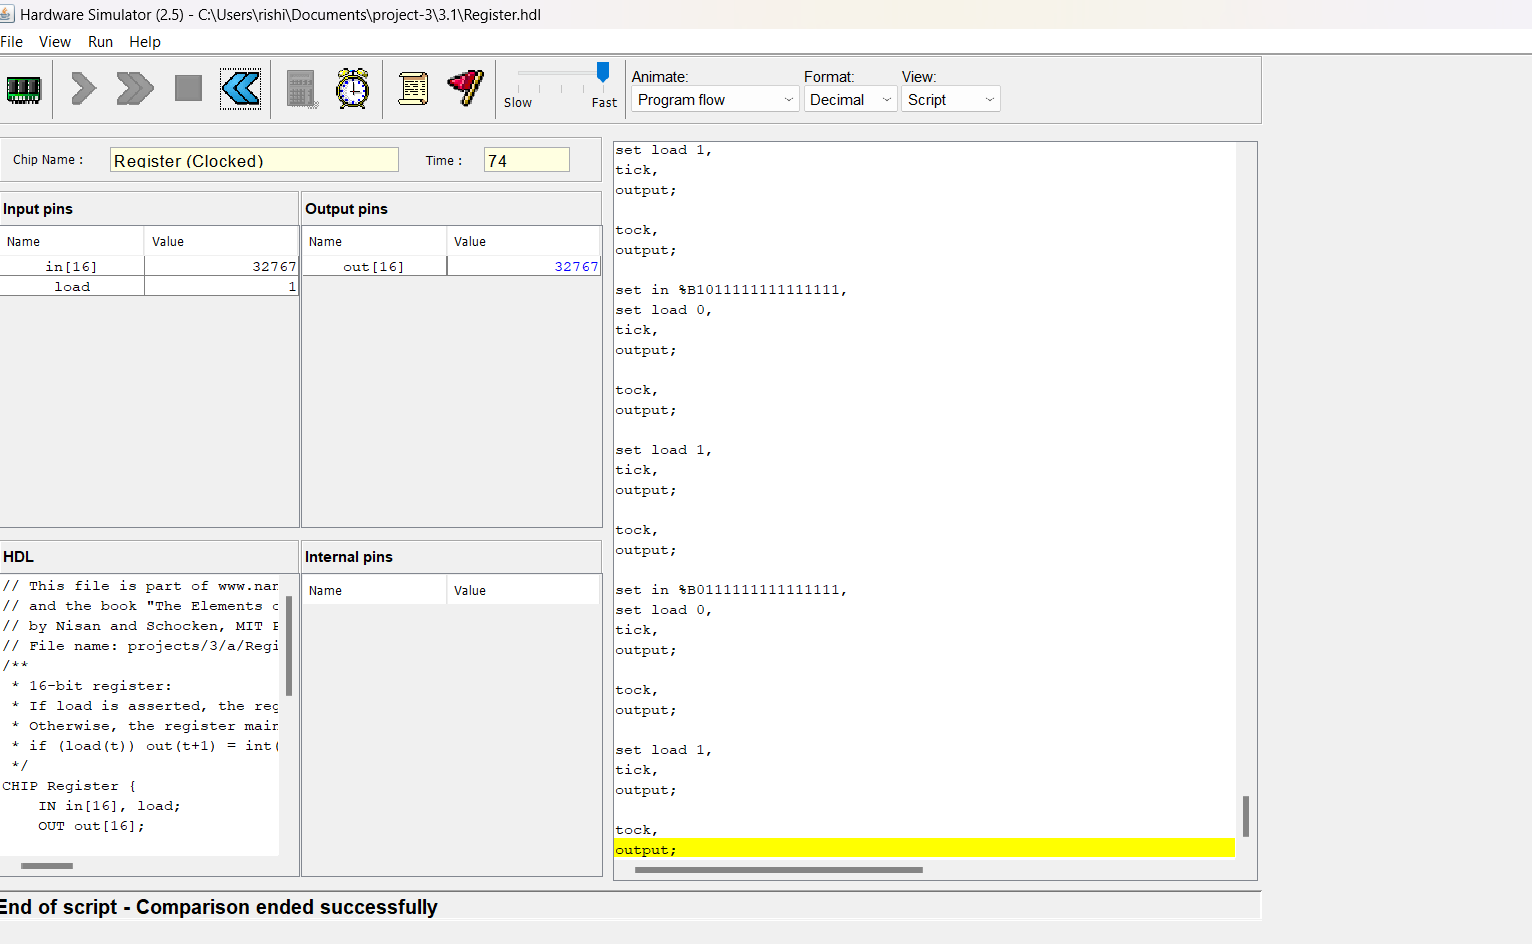 Hardware Simulator (2.5) - C:\Users\rishi\Documents\project-3\3.1\Register.hdl
File View Run Help
Slow Fast
Animate: Format: View:
Program flow Decimal Script
Chip Name : Register (Clocked) Time : 74
Input pins
Name Value
in[16] 32767
load 1
Output pins
Name Value
out[16] 32767
HDL
// This file is part of www.nan
// and the book "The Elements o
// by Nisan and Schocken, MIT P
// File name: projects/3/a/Regi
/**
* 16-bit register:
* If load is asserted, the reg
* Otherwise, the register main
* if (load(t)) out(t+1) = int(
*/
CHIP Register {
IN in[16], load;
OUT out[16];
Internal pins
Name Value
set load 1,
tick,
output;
tock,
output;
set in %B1011111111111111,
set load 0,
tick,
output;
tock,
output;
set load 1,
tick,
output;
tock,
output;
set in %B0111111111111111,
set load 0,
tick,
output;
tock,
output;
set load 1,
tick,
output;
tock,
output;
End of script - Comparison ended successfully